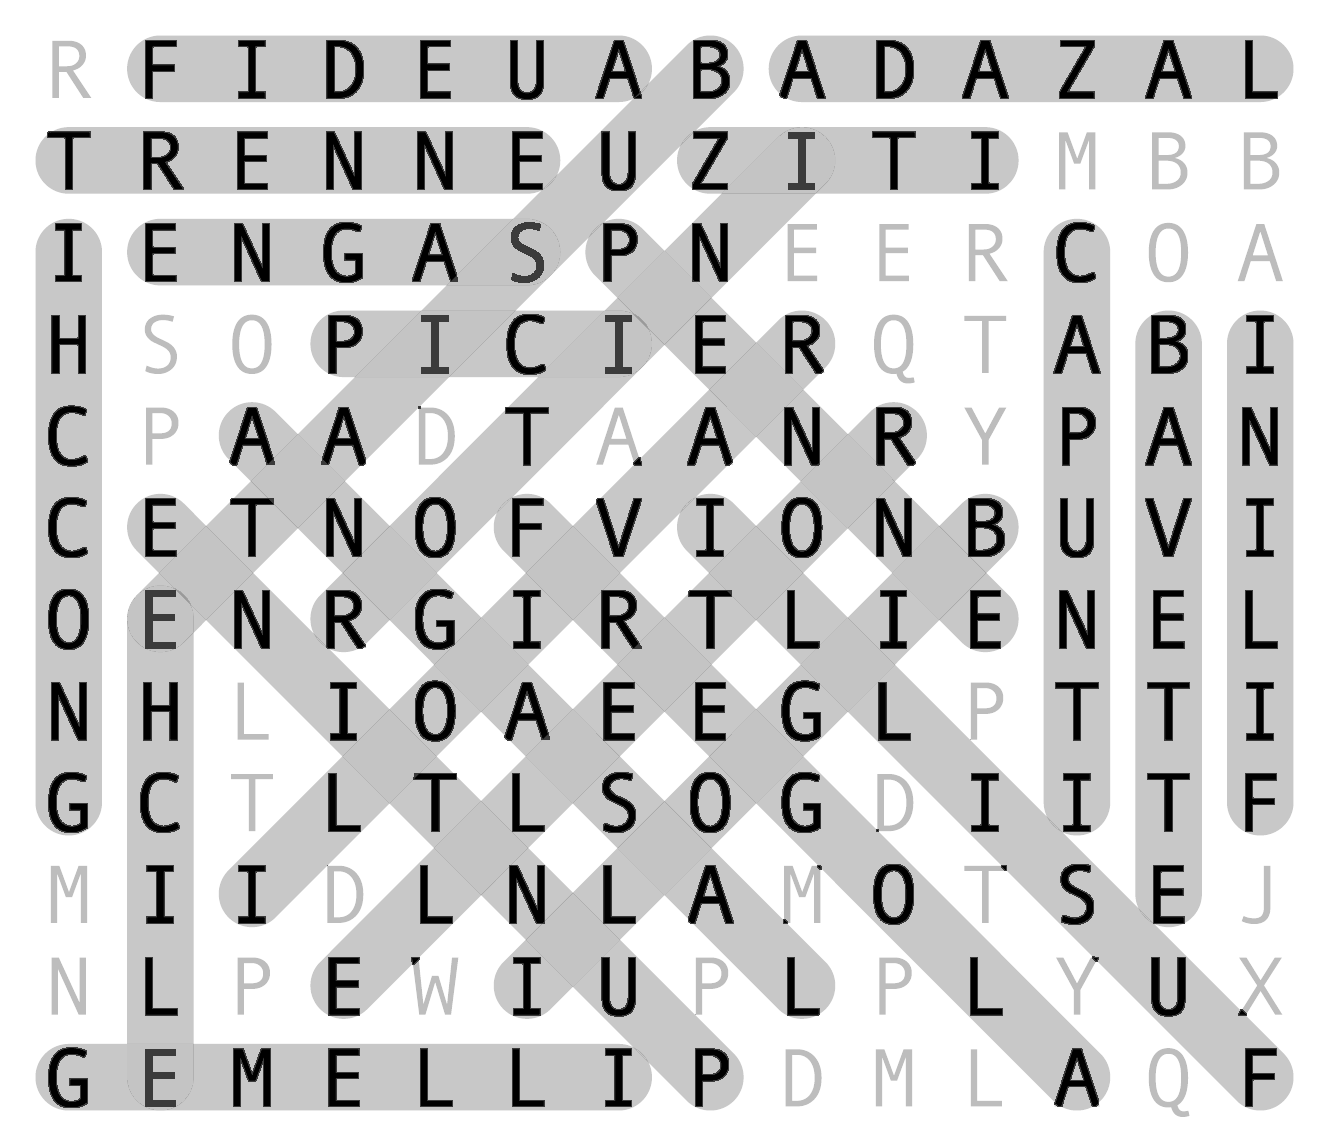 R F I D E U A B A D A Z A L
T R E N N E U Z I T I M B B
I E N G A S P N E E R C O A
H S O P I C I E R Q T A B I
C P A A D T A A N R Y P A N
C E T N O F V I O N B U V I
O E N R G I R T L I E N E L
N H L I O A E E G L P T T I
G C T L T L S O G D I I T F
M I I D L N L A M O T S E J
N L P E W I U P L P L Y U X
G E M E L L I P D M L A Q F